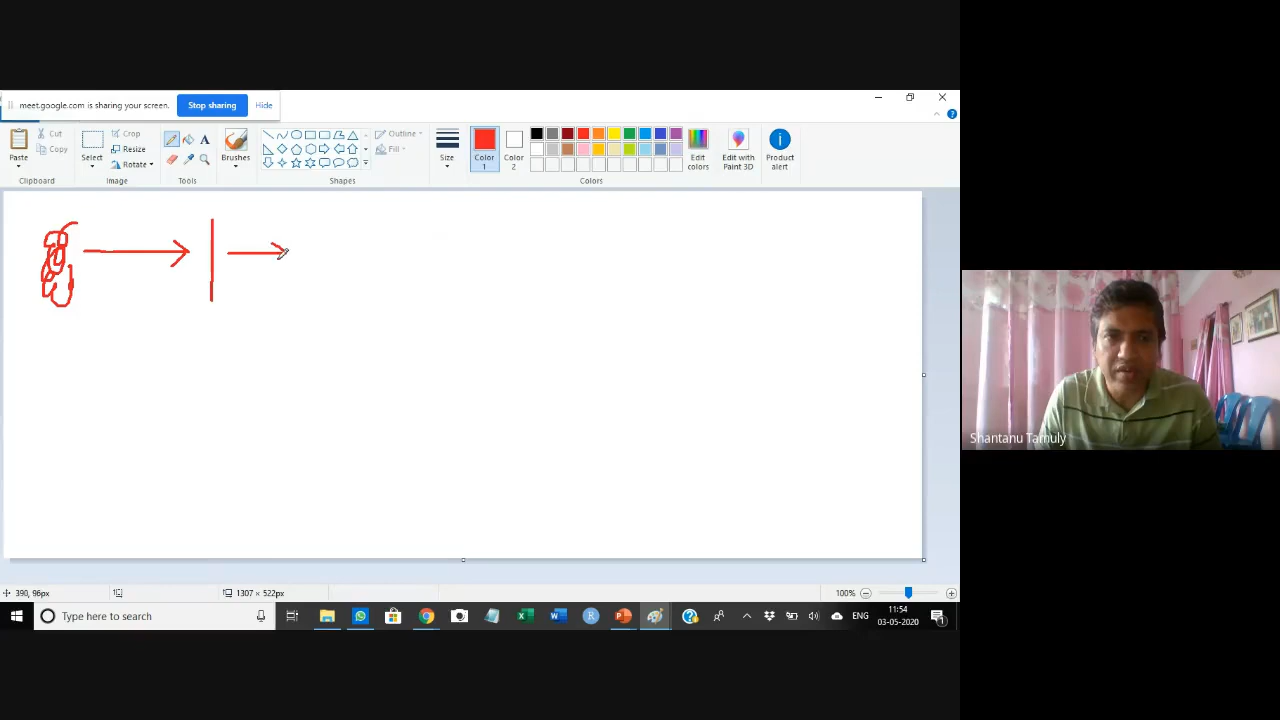 meet.google.com is sharing your screen. Stop sharing Hide
Paste
Cut
Copy
Clipboard
Select
Crop
Resize
Rotate
Image
A
Tools
Brushes
Outline
Fill
Shapes
Size
Color 1
Color 2
Edit colors
Colors
Edit with Paint 3D
Product alert
Shantanu Tamuly
390, 96px
1307 × 522px
100%
Type here to search
ENG
11:54
03-05-2020